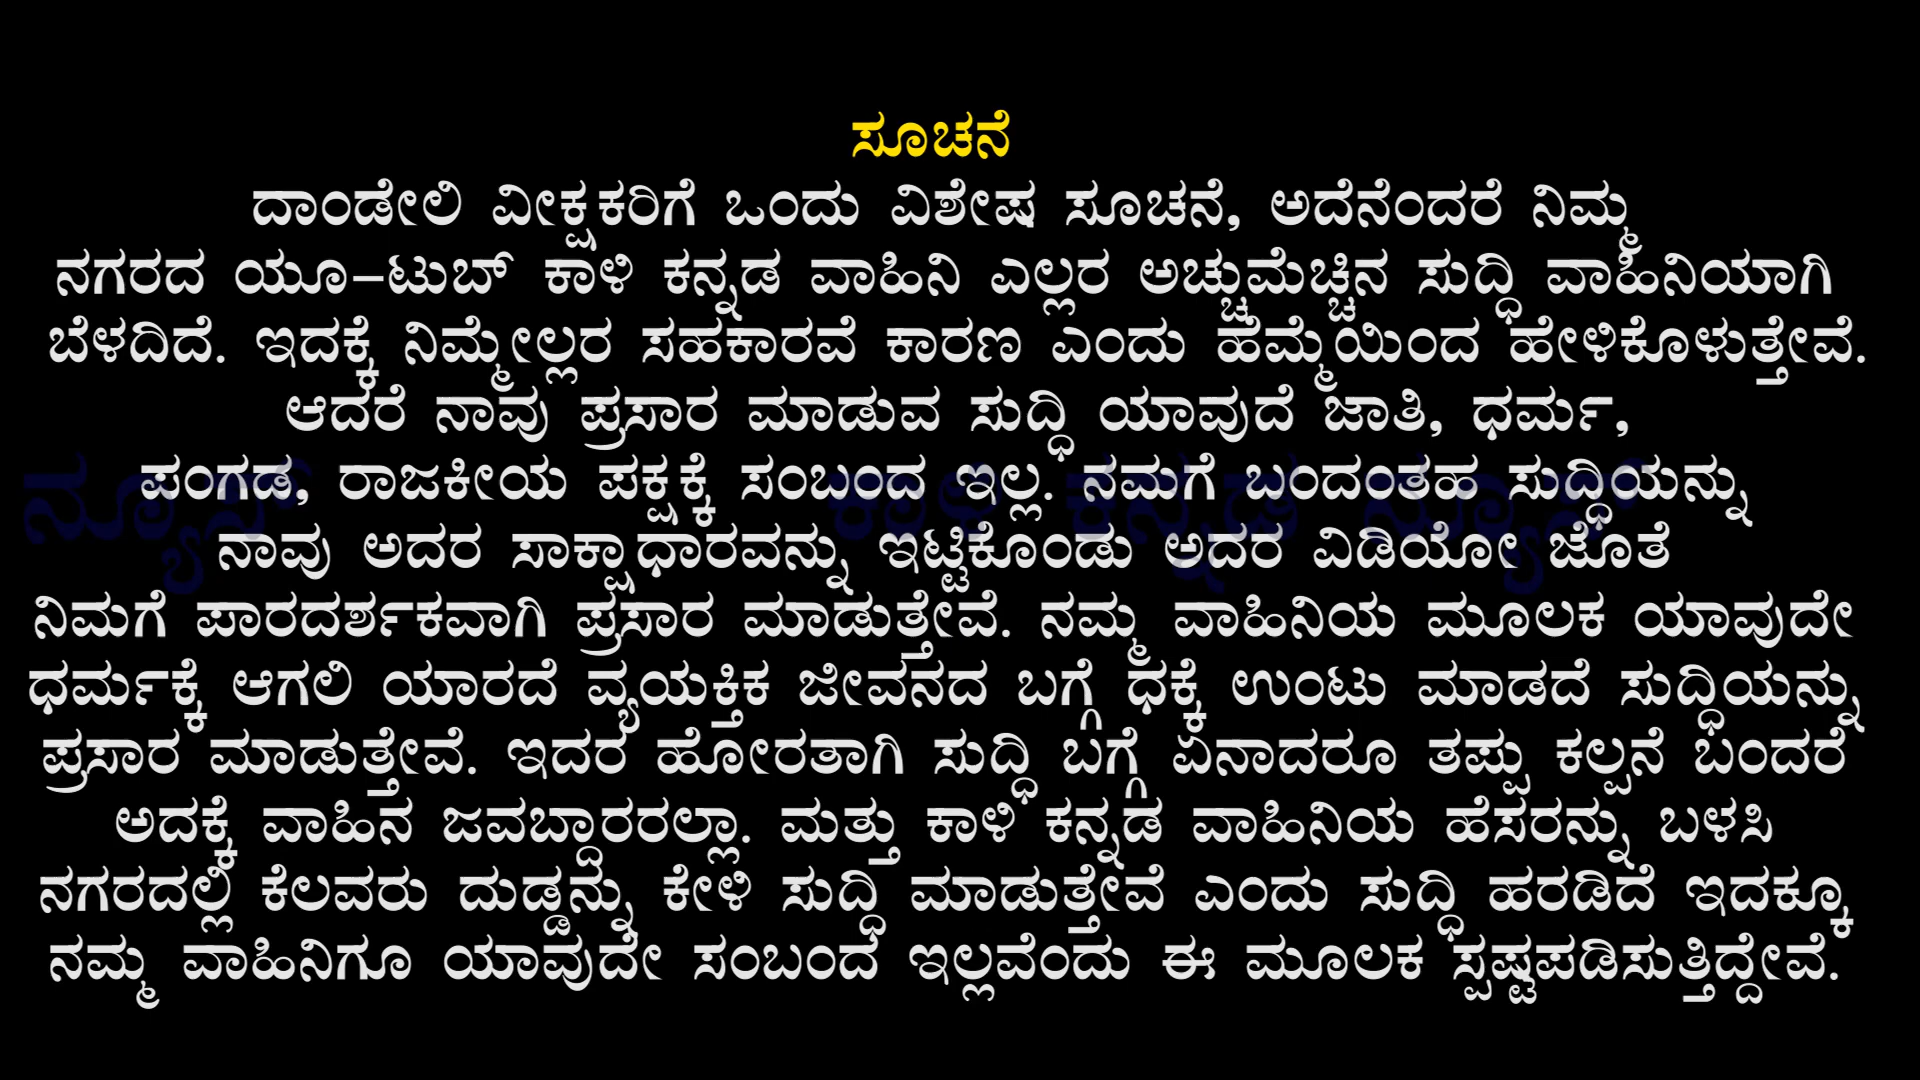 ಸೂಚನೆ
ದಾಂಡೇಲಿ ವೀಕ್ಷಕರಿಗೆ ಒಂದು ವಿಶೇಷ ಸೂಚನೆ, ಅದೆನೆಂದರೆ ನಿಮ್ಮ
ನಗರದ ಯೂ-ಟುಬ್ ಕಾಳಿ ಕನ್ನಡ ವಾಹಿನಿ ಎಲ್ಲರ ಅಚ್ಚುಮೆಚ್ಚಿನ ಸುದ್ಧಿ ವಾಹಿನಿಯಾಗಿ
ಬೆಳದಿದೆ. ಇದಕ್ಕೆ ನಿಮ್ಮೇಲ್ಲರ ಸಹಕಾರವೆ ಕಾರಣ ಎಂದು ಹೆಮ್ಮೆಯಿಂದ ಹೇಳಿಕೊಳುತ್ತೇವೆ.
ಆದರೆ ನಾವು ಪ್ರಸಾರ ಮಾಡುವ ಸುದ್ಧಿ ಯಾವುದೆ ಜಾತಿ, ಧರ್ಮ,
ಪಂಗಡ, ರಾಜಕೀಯ ಪಕ್ಷಕ್ಕೆ ಸಂಬಂದ ಇಲ್ಲ. ನಮಗೆ ಬಂದಂತಹ ಸುದ್ಧಿಯನ್ನು
ನಾವು ಅದರ ಸಾಕ್ಷಾಧಾರವನ್ನು ಇಟ್ಟಿಕೊಂಡು ಅದರ ವಿಡಿಯೋ ಜೊತೆ
ನಿಮಗೆ ಪಾರದರ್ಶಕವಾಗಿ ಪ್ರಸಾರ ಮಾಡುತ್ತೇವೆ. ನಮ್ಮ ವಾಹಿನಿಯ ಮೂಲಕ ಯಾವುದೇ
ಧರ್ಮಕ್ಕೆ ಆಗಲಿ ಯಾರದೆ ವ್ಯಯಕ್ತಿಕ ಜೀವನದ ಬಗ್ಗೆ ಧಕ್ಕೆ ಉಂಟು ಮಾಡದೆ ಸುದ್ಧಿಯನ್ನು
ಪ್ರಸಾರ ಮಾಡುತ್ತೇವೆ. ಇದರ ಹೋರತಾಗಿ ಸುದ್ಧಿ ಬಗ್ಗೆ ಏನಾದರೂ ತಪ್ಪು ಕಲ್ಪನೆ ಬಂದರೆ
ಅದಕ್ಕೆ ವಾಹಿನ ಜವಬ್ದಾರರಲ್ಲಾ. ಮತ್ತು ಕಾಳಿ ಕನ್ನಡ ವಾಹಿನಿಯ ಹೆಸರನ್ನು ಬಳಸಿ
ನಗರದಲ್ಲಿ ಕೆಲವರು ದುಡ್ಡನ್ನು ಕೇಳಿ ಸುದ್ಧಿ ಮಾಡುತ್ತೇವೆ ಎಂದು ಸುದ್ಧಿ ಹರಡಿದೆ ಇದಕ್ಕೂ
ನಮ್ಮ ವಾಹಿನಿಗೂ ಯಾವುದೇ ಸಂಬಂದ ಇಲ್ಲವೆಂದು ಈ ಮೂಲಕ ಸ್ಪಷ್ಟಪಡಿಸುತ್ತಿದ್ದೇವೆ.
ನ್ಯೂಸ್ ಕಾಳಿ ಕನ್ನಡ ನ್ಯೂಸ್